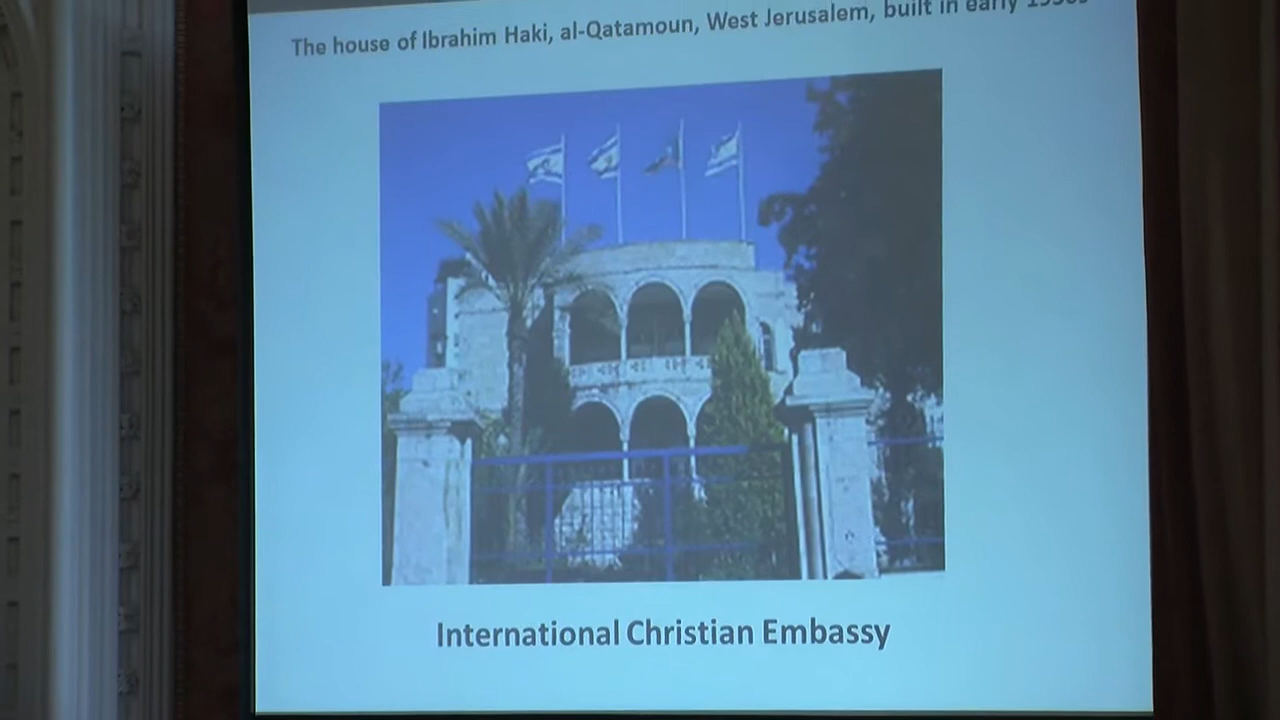 The house of Ibrahim Haki, al-Qatamoun, West Jerusalem, built in early
International Christian Embassy